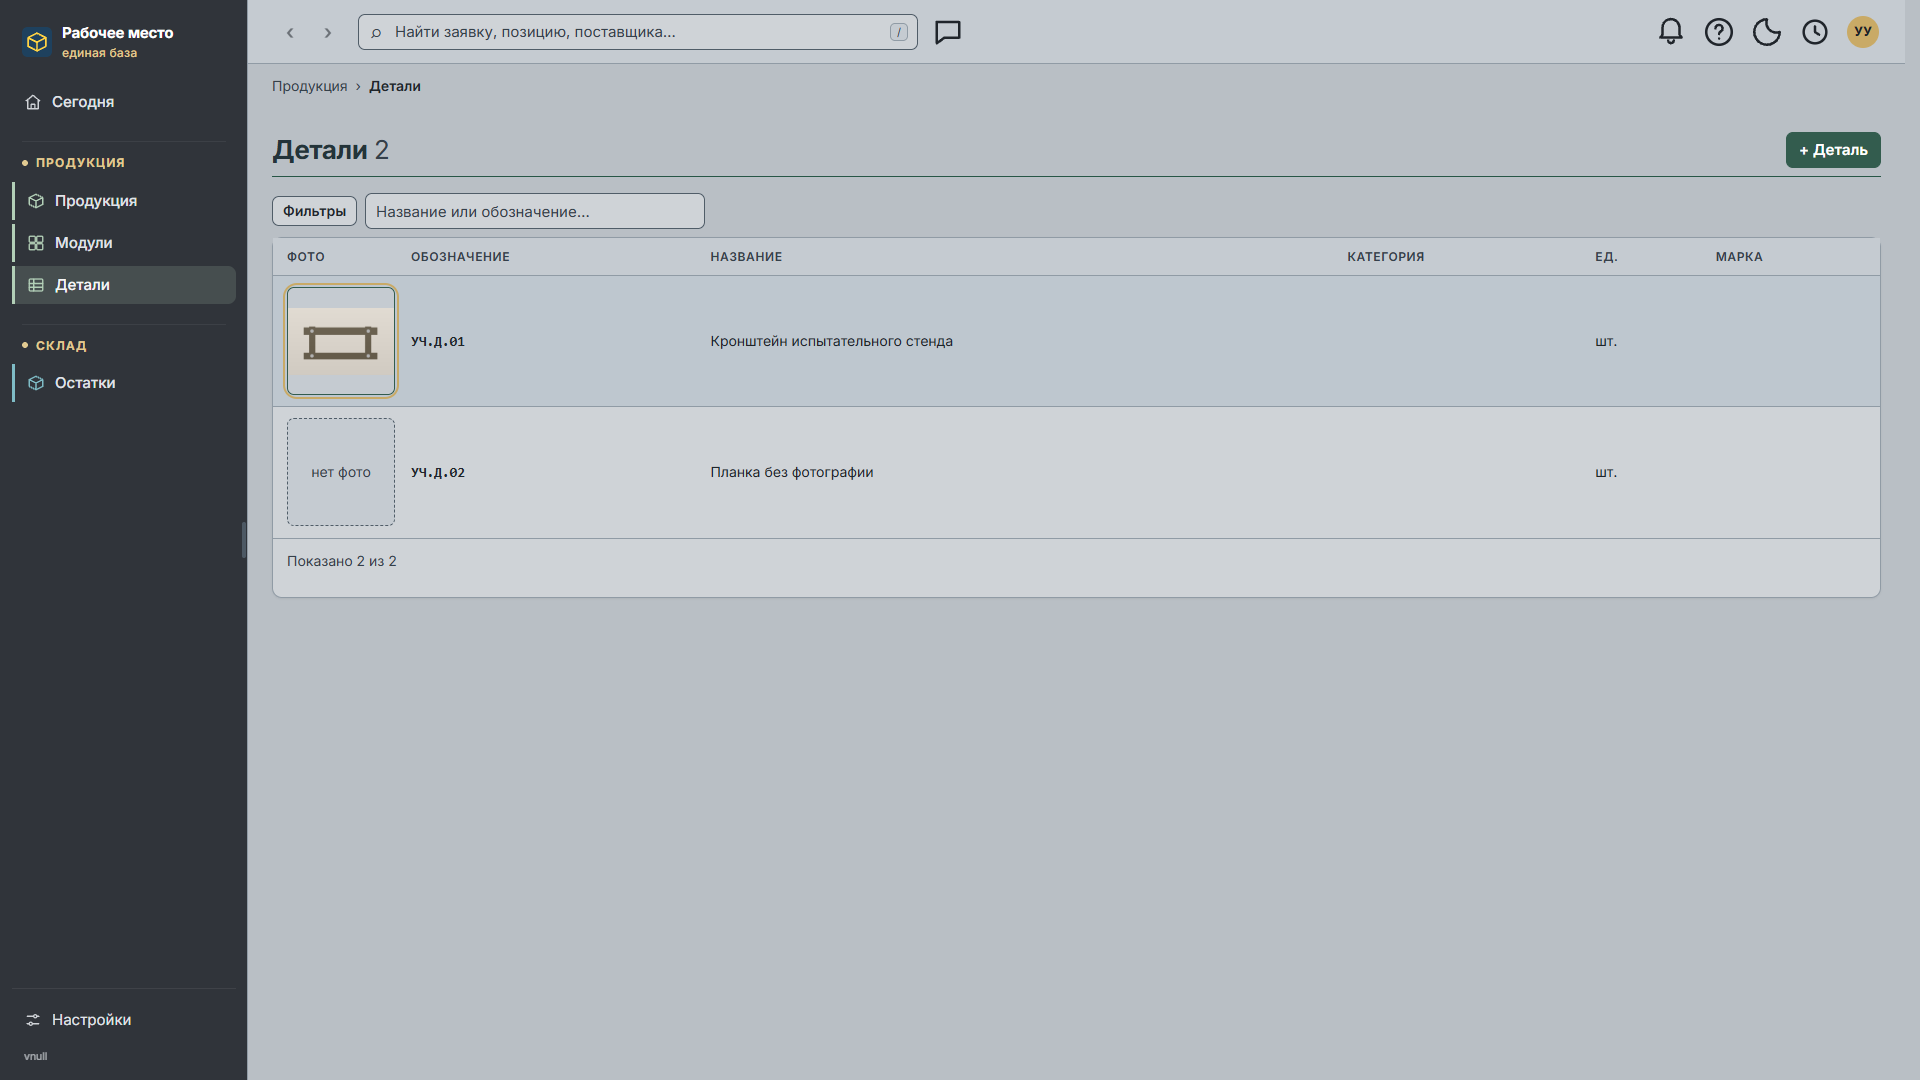 Рабочее место
единая база
Сегодня
ПРОДУКЦИЯ
Продукция
Модули
Детали
СКЛАД
Остатки
Настройки
vnull
Найти заявку, позицию, поставщика...
/
УУ
Продукция › Детали
Детали 2
+ Деталь
Фильтры
Название или обозначение...
ФОТО ОБОЗНАЧЕНИЕ НАЗВАНИЕ КАТЕГОРИЯ ЕД. МАРКА
УЧ.Д.01 Кронштейн испытательного стенда шт.
нет фото УЧ.Д.02 Планка без фотографии шт.
Показано 2 из 2